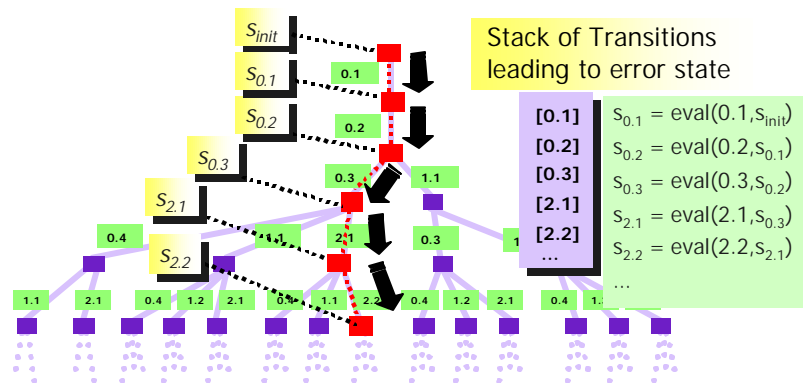 Stack of Transitions
leading to error state
s_init
s_0.1
s_0.2
s_0.3
s_2.1
s_2.2
0.1
0.2
0.3 1.1
0.4 1.1 2.1 0.3
1.1 2.1 0.4 1.2 2.1 0.4 1.1 2.2 0.4 1.2 2.1 0.4
[0.1]
[0.2]
[0.3]
[2.1]
[2.2]
...
s_0.1 = eval(0.1,s_init)
s_0.2 = eval(0.2,s_0.1)
s_0.3 = eval(0.3,s_0.2)
s_2.1 = eval(2.1,s_0.3)
s_2.2 = eval(2.2,s_2.1)
...